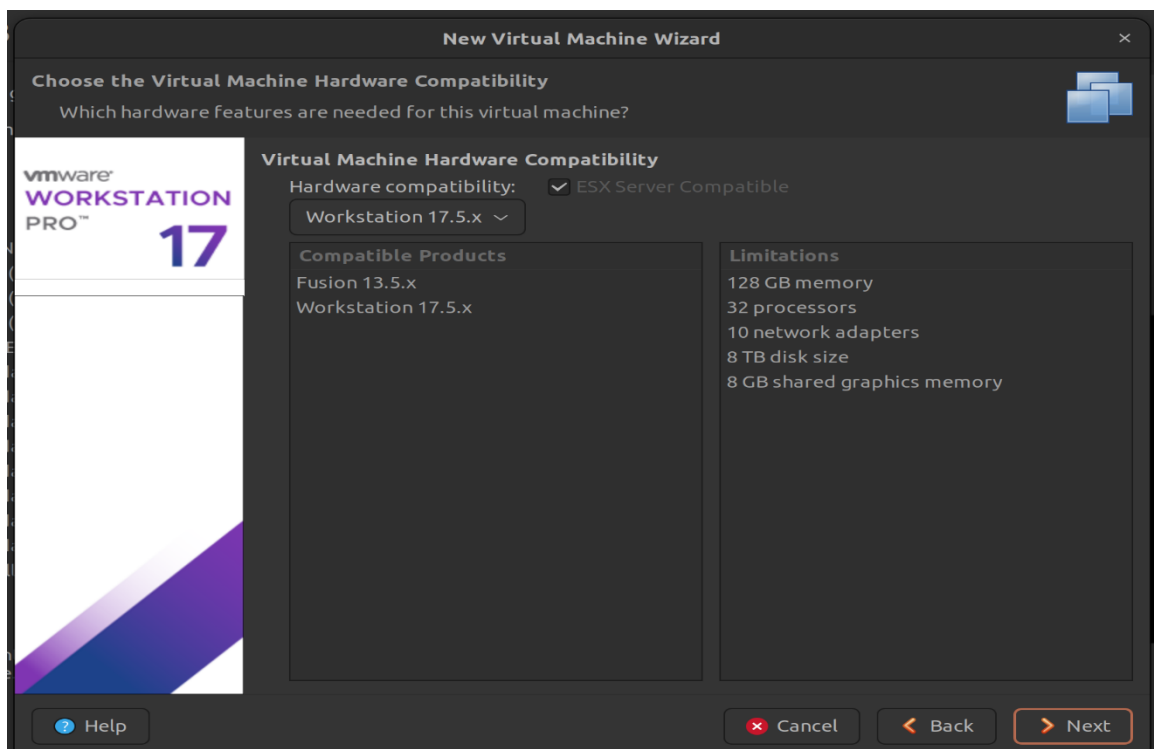 New Virtual Machine Wizard
Choose the Virtual Machine Hardware Compatibility
Which hardware features are needed for this virtual machine?
vmware
WORKSTATION
PRO™
17
Virtual Machine Hardware Compatibility
Hardware compatibility: ESX Server Compatible
Workstation 17.5.x
Compatible Products
Fusion 13.5.x
Workstation 17.5.x
Limitations
128 GB memory
32 processors
10 network adapters
8 TB disk size
8 GB shared graphics memory
Help
Cancel
Back
Next